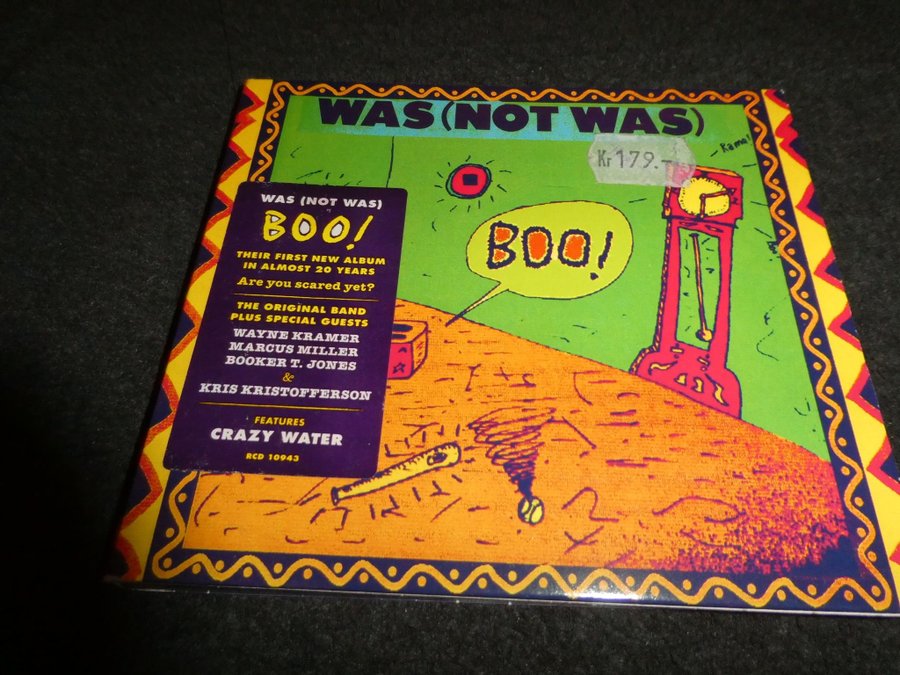 WAS (NOT WAS)
Kr 179.-
BOO!
WAS (NOT WAS)
BOO!
THEIR FIRST NEW ALBUM
IN ALMOST 20 YEARS
Are you scared yet?
THE ORIGINAL BAND
PLUS SPECIAL GUESTS
WAYNE KRAMER
MARCUS MILLER
BOOKER T. JONES
&
KRIS KRISTOFFERSON
FEATURES
CRAZY WATER
RCD 10943